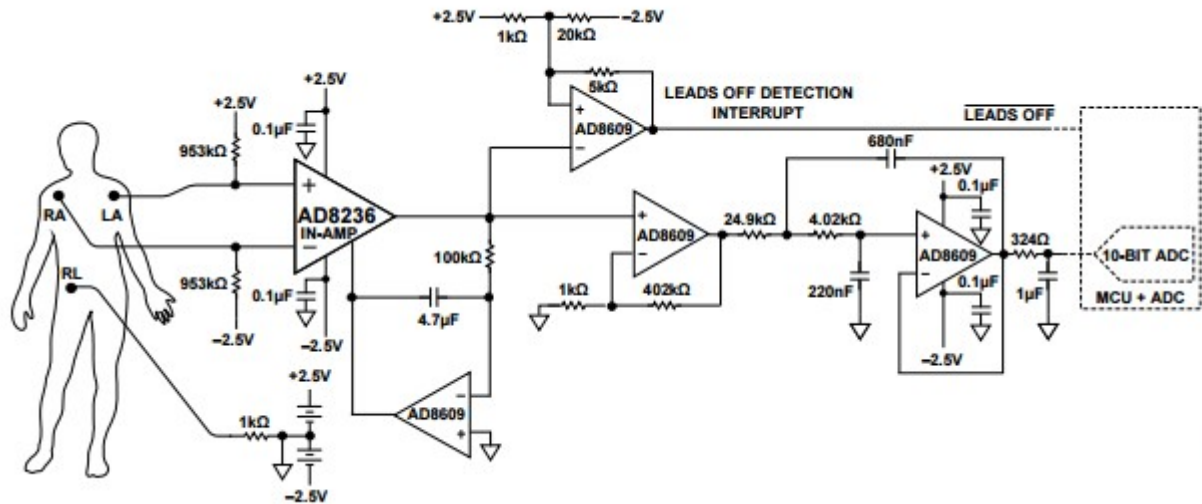 +2.5V
1kΩ
20kΩ
–2.5V
5kΩ
+
–
AD8609
LEADS OFF DETECTION
INTERRUPT
LEADS OFF
+2.5V
+2.5V
0.1µF
953kΩ
RA
LA
RL
+
AD8236
IN-AMP
–
953kΩ
–2.5V
0.1µF
–2.5V
100kΩ
4.7µF
–
AD8609
+
+
AD8609
–
1kΩ
402kΩ
24.9kΩ
4.02kΩ
680nF
220nF
+2.5V
0.1µF
+
AD8609
–
0.1µF
–2.5V
324Ω
1µF
10-BIT ADC
MCU + ADC
+2.5V
1kΩ
–2.5V